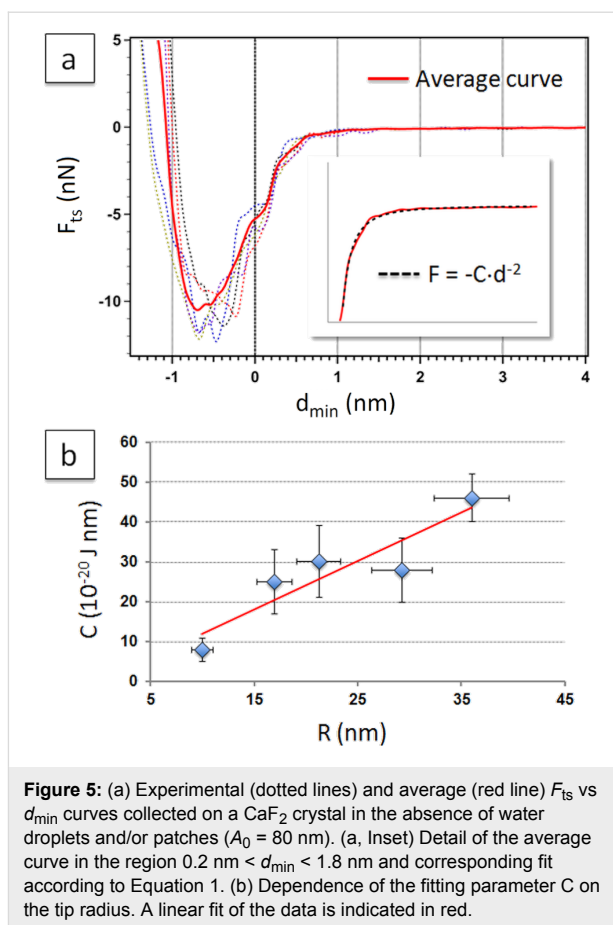 a
5
0
-5
-10
F_ts (nN)
Average curve
F = -C·d⁻²
-1 0 1 2 3 4
d_min (nm)
b
60
50
40
30
20
10
0
C (10⁻²⁰ J nm)
5 15 25 35 45
R (nm)
Figure 5: (a) Experimental (dotted lines) and average (red line) F_ts vs
d_min curves collected on a CaF₂ crystal in the absence of water
droplets and/or patches (A₀ = 80 nm). (a, Inset) Detail of the average
curve in the region 0.2 nm < d_min < 1.8 nm and corresponding fit
according to Equation 1. (b) Dependence of the fitting parameter C on
the tip radius. A linear fit of the data is indicated in red.